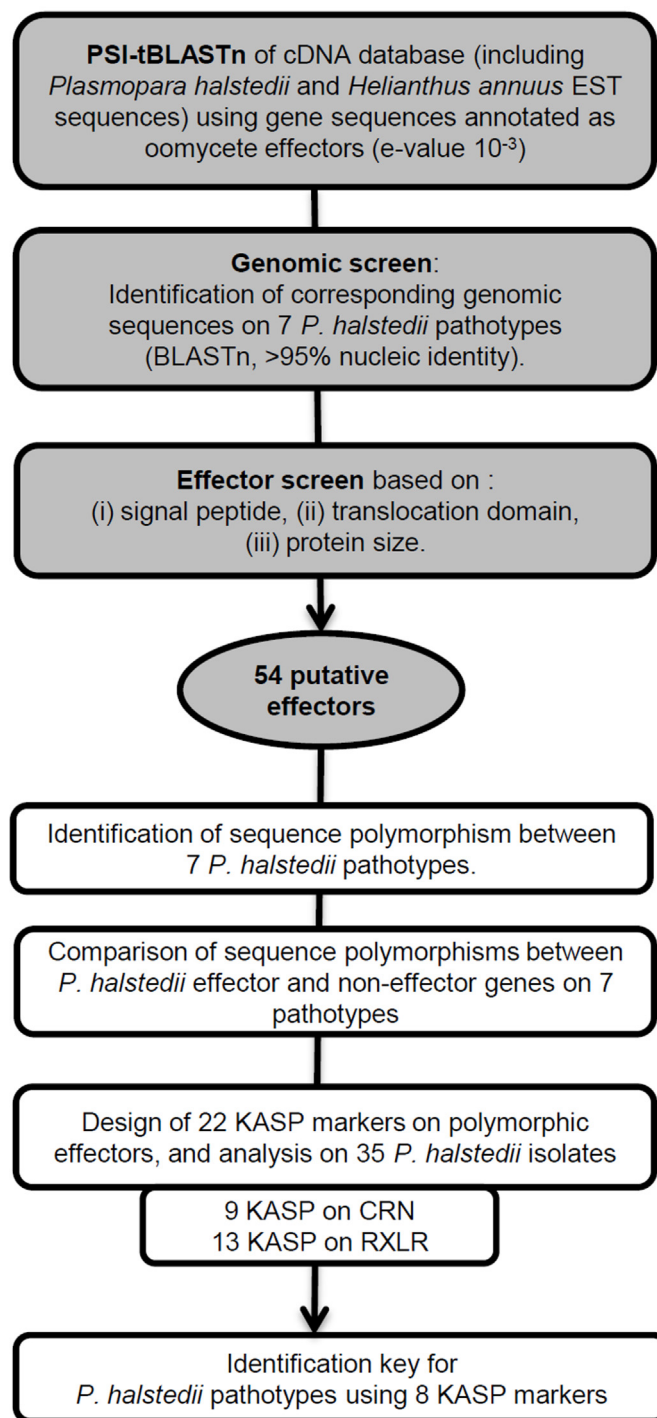 PSI-tBLASTn of cDNA database (including
Plasmopara halstedii and Helianthus annuus EST
sequences) using gene sequences annotated as
oomycete effectors (e-value 10⁻³)
Genomic screen:
Identification of corresponding genomic
sequences on 7 P. halstedii pathotypes
(BLASTn, >95% nucleic identity).
Effector screen based on :
(i) signal peptide, (ii) translocation domain,
(iii) protein size.
54 putative
effectors
Identification of sequence polymorphism between
7 P. halstedii pathotypes.
Comparison of sequence polymorphisms between
P. halstedii effector and non-effector genes on 7
pathotypes
Design of 22 KASP markers on polymorphic
effectors, and analysis on 35 P. halstedii isolates
9 KASP on CRN
13 KASP on RXLR
Identification key for
P. halstedii pathotypes using 8 KASP markers